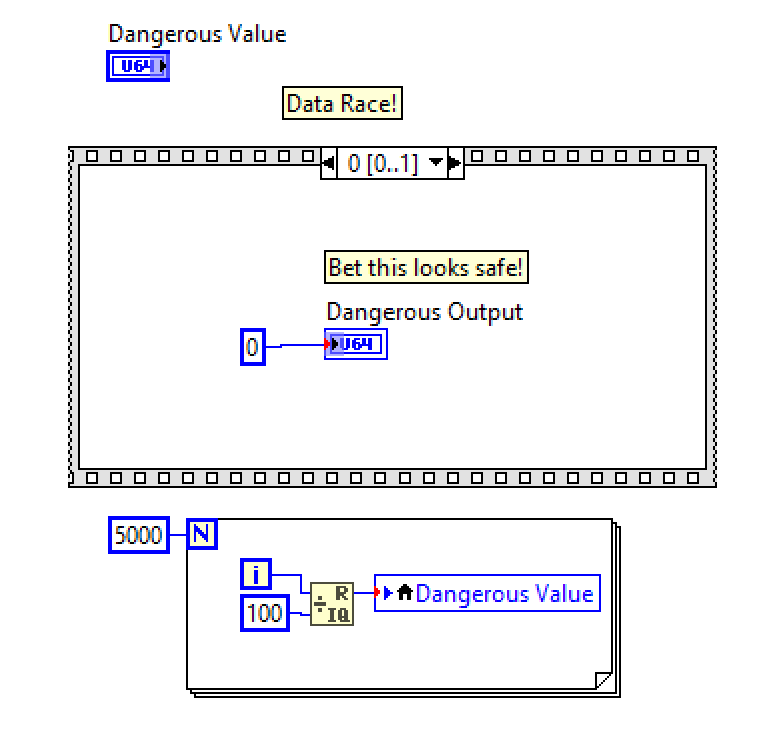 Dangerous Value
U64
Data Race!
0 [0..1]
Bet this looks safe!
Dangerous Output
0
U64
5000
N
i
R
100
IQ
Dangerous Value